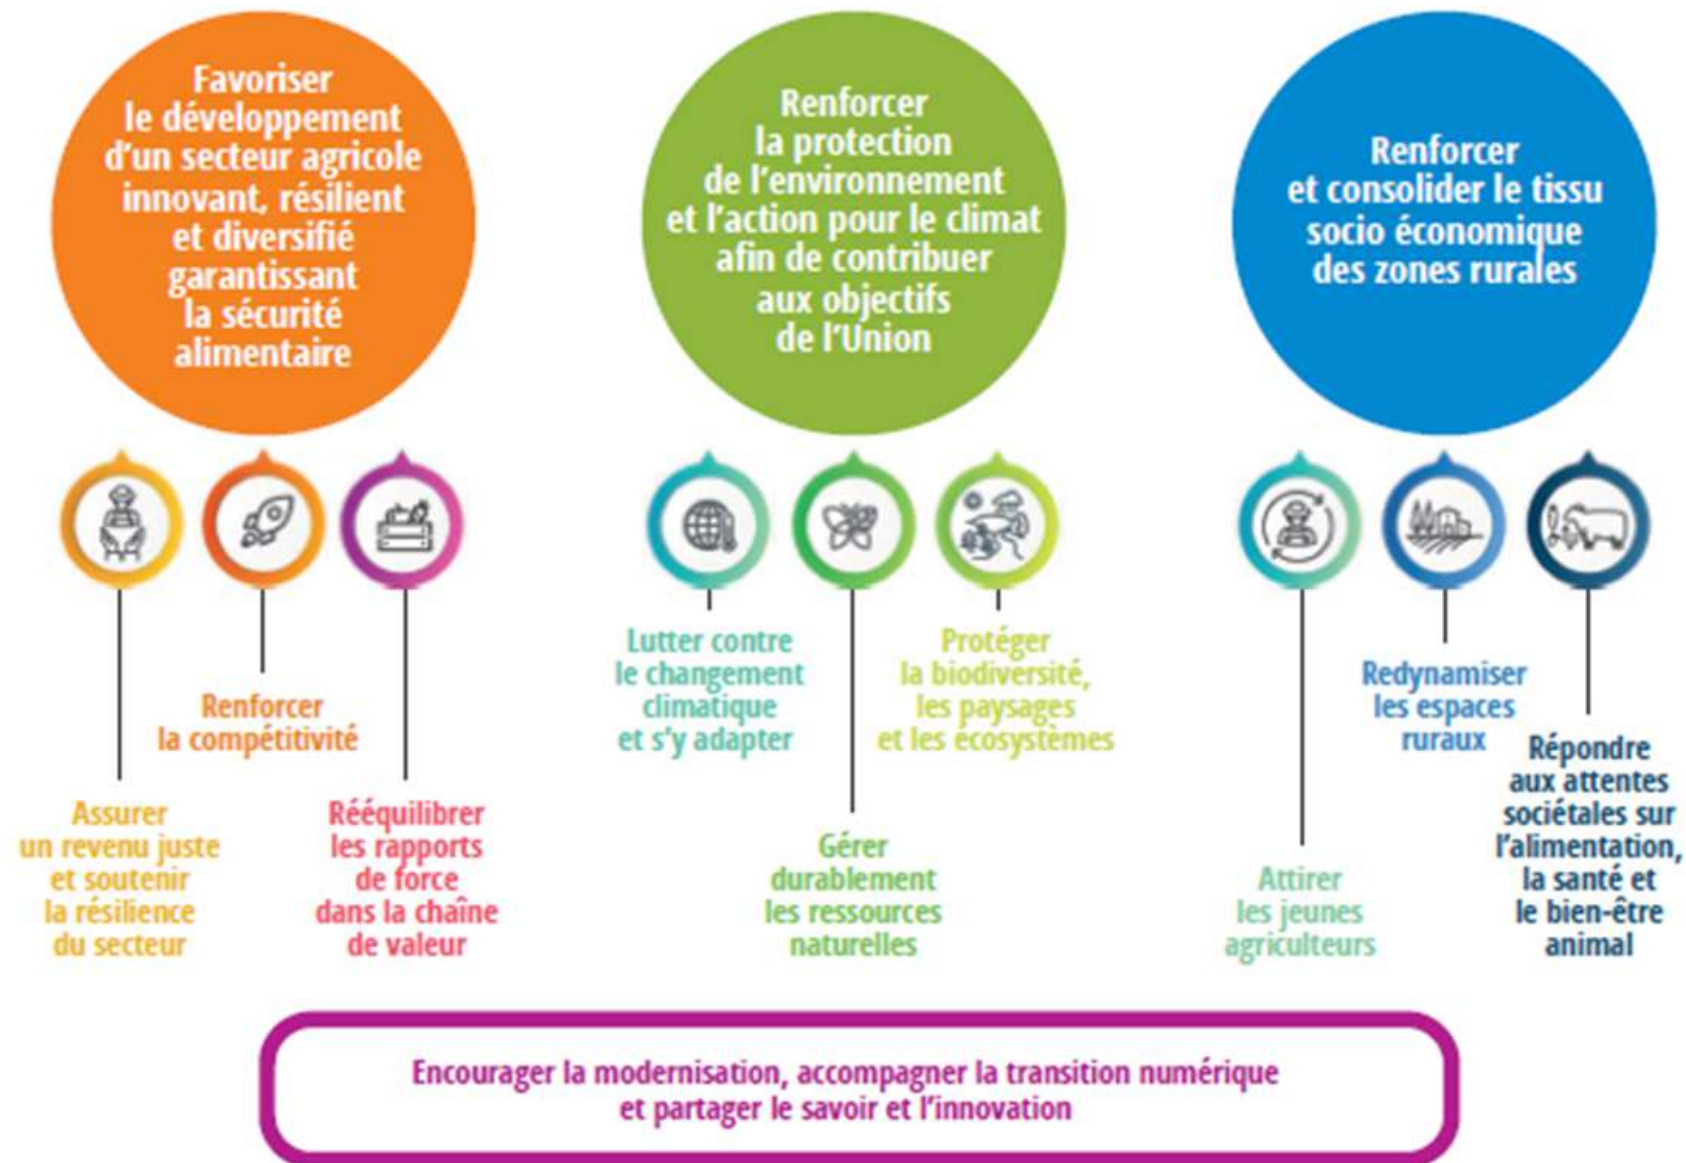 Favoriser
le développement
d'un secteur agricole
innovant, résilient
et diversifié
garantissant
la sécurité
alimentaire
Renforcer
la protection
de l'environnement
et l'action pour le climat
afin de contribuer
aux objectifs
de l'Union
Renforcer
et consolider le tissu
socio économique
des zones rurales
Assurer
un revenu juste
et soutenir
la résilience
du secteur
Renforcer
la compétitivité
Rééquilibrer
les rapports
de force
dans la chaîne
de valeur
Lutter contre
le changement
climatique
et s'y adapter
Gérer
durablement
les ressources
naturelles
Protéger
la biodiversité,
les paysages
et les écosystèmes
Attirer
les jeunes
agriculteurs
Redynamiser
les espaces
ruraux
Répondre
aux attentes
sociétales sur
l'alimentation,
la santé et
le bien-être
animal
Encourager la modernisation, accompagner la transition numérique
et partager le savoir et l'innovation